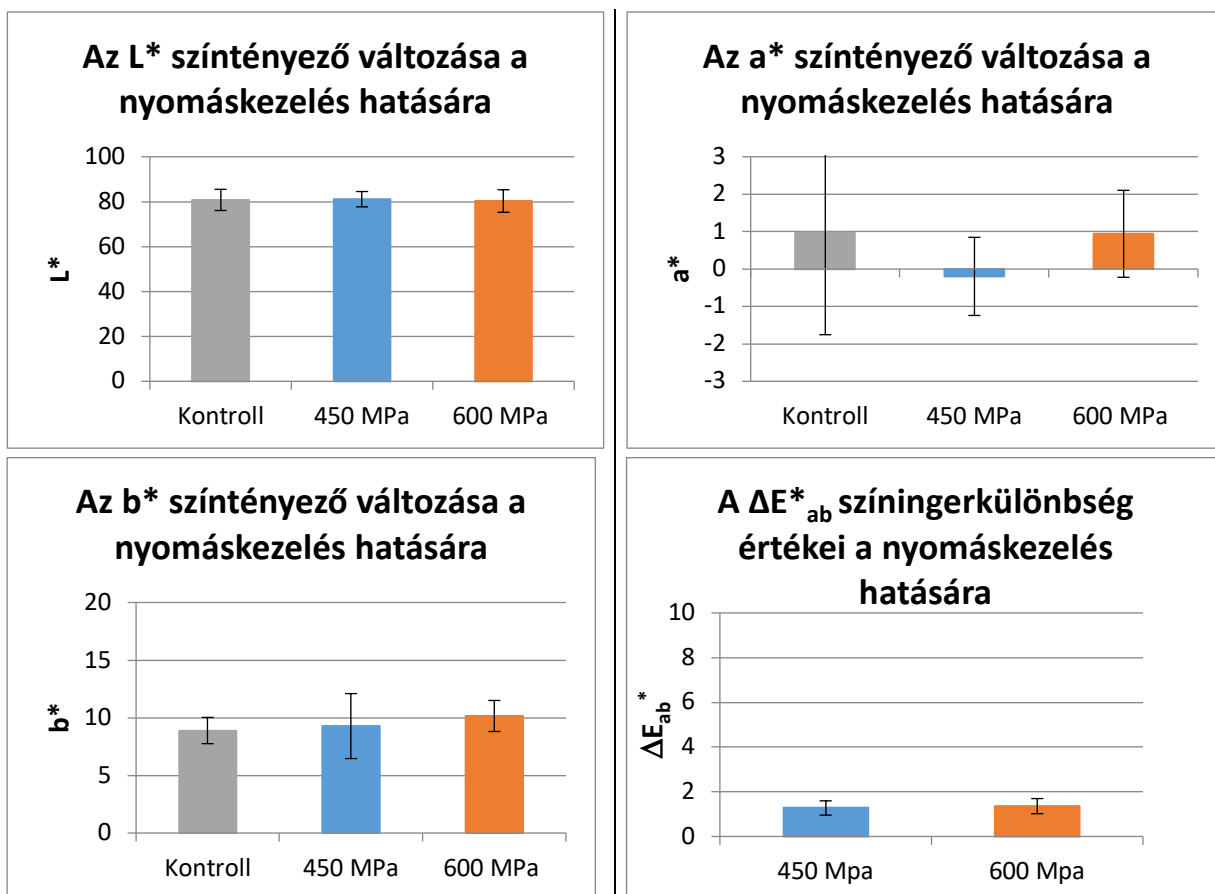 Az L* színtényező változása a
nyomáskezelés hatására
100
80
60
40
20
0
L*
Kontroll 450 MPa 600 MPa
Az a* színtényező változása a
nyomáskezelés hatására
3
2
1
0
-1
-2
-3
a*
Kontroll 450 MPa 600 MPa
Az b* színtényező változása a
nyomáskezelés hatására
20
15
10
5
0
b*
Kontroll 450 MPa 600 MPa
A ΔE*ab színingerkülönbség
értékei a nyomáskezelés
hatására
10
8
6
4
2
0
ΔEab*
450 Mpa 600 Mpa